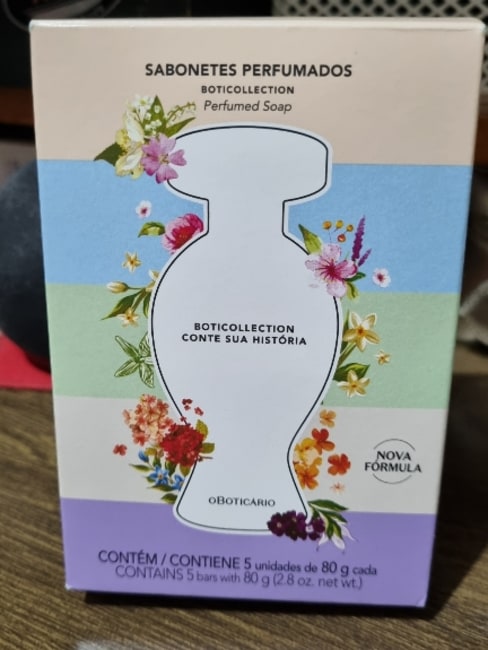 SABONETES PERFUMADOS
BOTICOLLECTION
Perfumed Soap
BOTICOLLECTION
CONTE SUA HISTÓRIA
NOVA
FÓRMULA
OBOTICÁRIO
CONTÉM / CONTIENE 5 unidades de 80 g cada
CONTAINS 5 bars with 80 g (2.8 oz. net wt.)